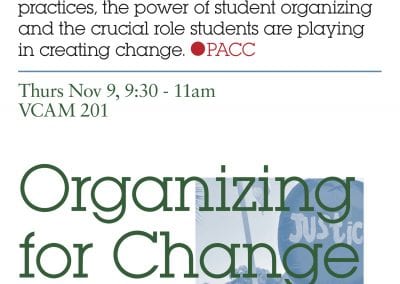 practices, the power of student organizing
and the crucial role students are playing
in creating change. ●PACC
Thurs Nov 9, 9:30 - 11am
VCAM 201
Organizing
for Change
JUSTIC